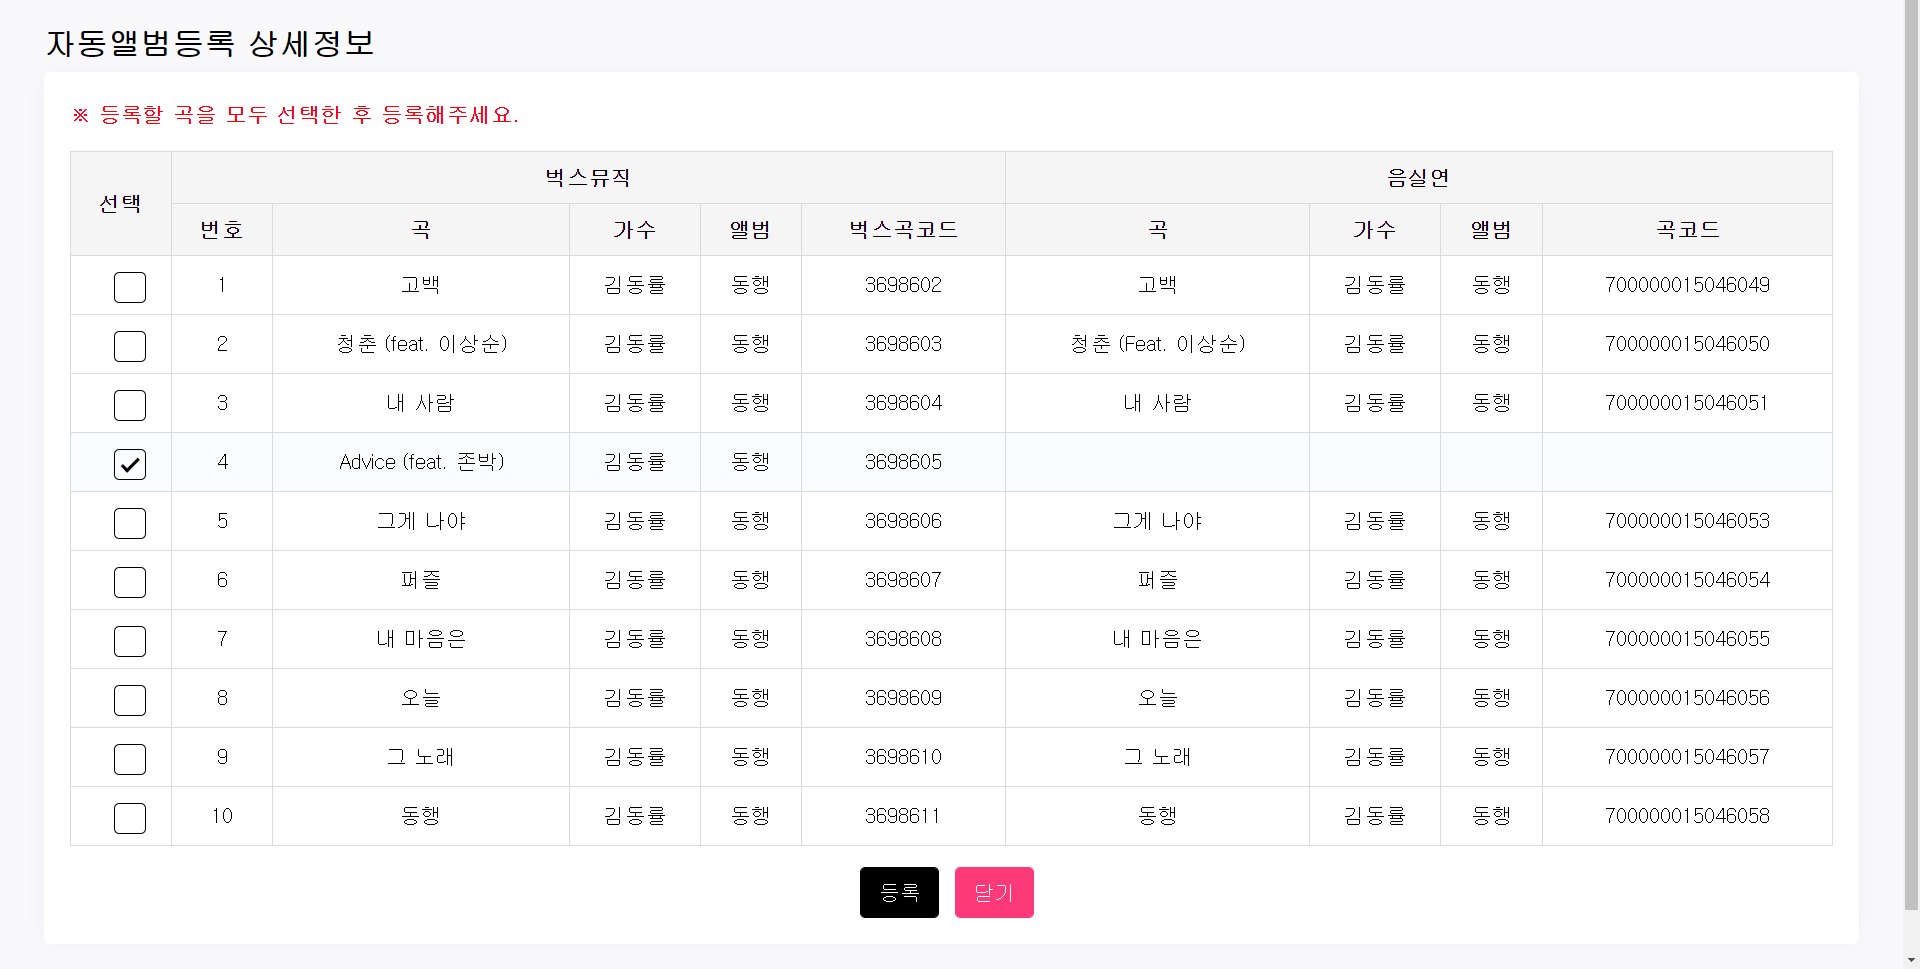 자동앨범등록 상세정보
※ 등록할 곡을 모두 선택한 후 등록해주세요.
선택 벅스뮤직 음실연
번호 곡 가수 앨범 벅스곡코드 곡 가수 앨범 곡코드
1 고백 김동률 동행 3698602 고백 김동률 동행 700000015046049
2 청춘 (feat. 이상순) 김동률 동행 3698603 청춘 (Feat. 이상순) 김동률 동행 700000015046050
3 내 사람 김동률 동행 3698604 내 사람 김동률 동행 700000015046051
4 Advice (feat. 존박) 김동률 동행 3698605
5 그게 나야 김동률 동행 3698606 그게 나야 김동률 동행 700000015046053
6 퍼즐 김동률 동행 3698607 퍼즐 김동률 동행 700000015046054
7 내 마음은 김동률 동행 3698608 내 마음은 김동률 동행 700000015046055
8 오늘 김동률 동행 3698609 오늘 김동률 동행 700000015046056
9 그 노래 김동률 동행 3698610 그 노래 김동률 동행 700000015046057
10 동행 김동률 동행 3698611 동행 김동률 동행 700000015046058
등록 닫기